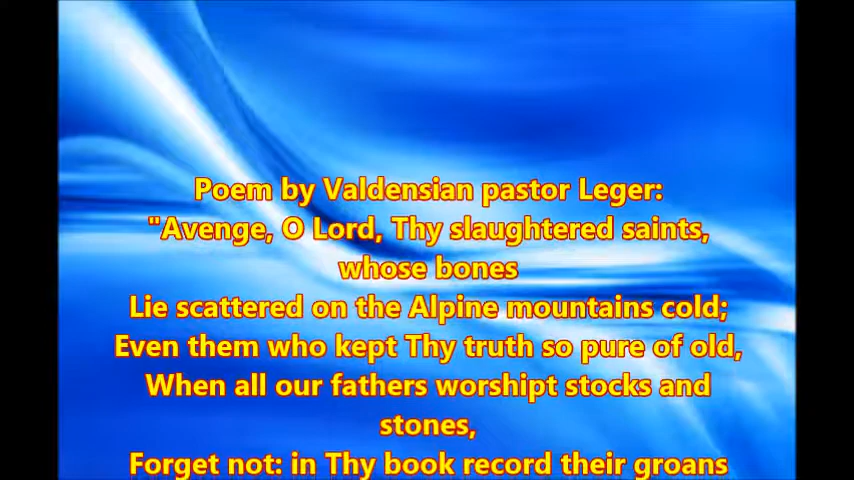 Poem by Valdensian pastor Leger:
"Avenge, O Lord, Thy slaughtered saints,
whose bones
Lie scattered on the Alpine mountains cold;
Even them who kept Thy truth so pure of old,
When all our fathers worshipt stocks and
stones,
Forget not: in Thy book record their groans